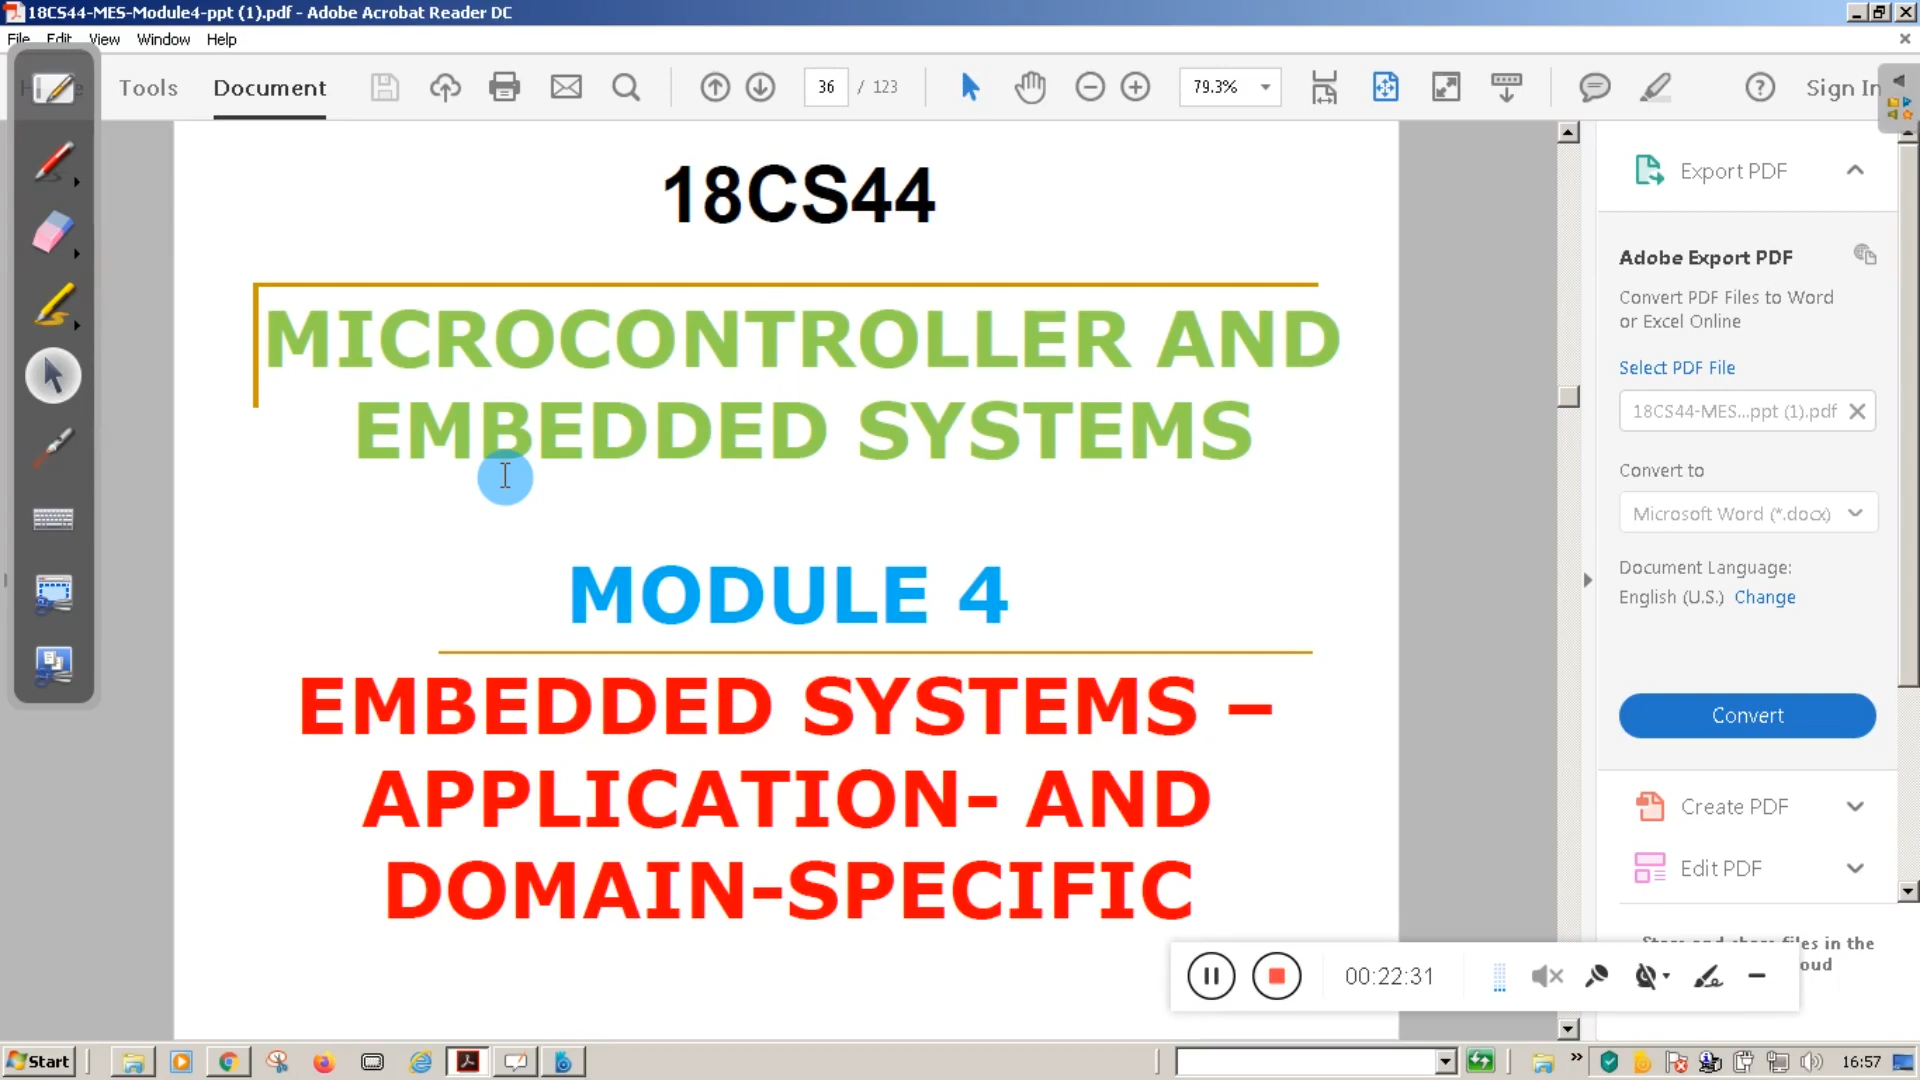 18CS44-MES-Module4-ppt (1).pdf - Adobe Acrobat Reader DC
File Edit View Window Help
Tools Document 36 / 123 79.3% Sign In
18CS44
MICROCONTROLLER AND
EMBEDDED SYSTEMS
MODULE 4
EMBEDDED SYSTEMS –
APPLICATION- AND
DOMAIN-SPECIFIC
Export PDF
Adobe Export PDF
Convert PDF Files to Word
or Excel Online
Select PDF File
18CS44-MES...ppt (1).pdf
Convert to
Microsoft Word (*.docx)
Document Language:
English (U.S.) Change
Convert
Create PDF
Edit PDF
files in the
oud
00:22:31
Start
16:57